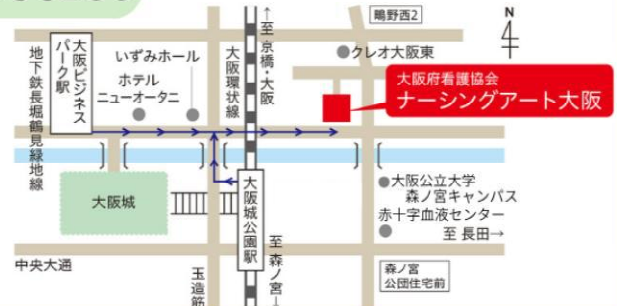 鴫野西2
N
←至 京橋・大阪
大阪環状線
いずみホール
ホテル
ニューオータニ
大阪ビジネス
パーク駅
地下鉄長堀鶴見緑地線
クレオ大阪東
大阪府看護協会
ナーシングアート大阪
大阪城
大阪城公園駅
大阪公立大学
森ノ宮キャンパス
赤十字血液センター
至 長田→
中央大通
玉造筋
至 森ノ宮→
森ノ宮
公団住宅前